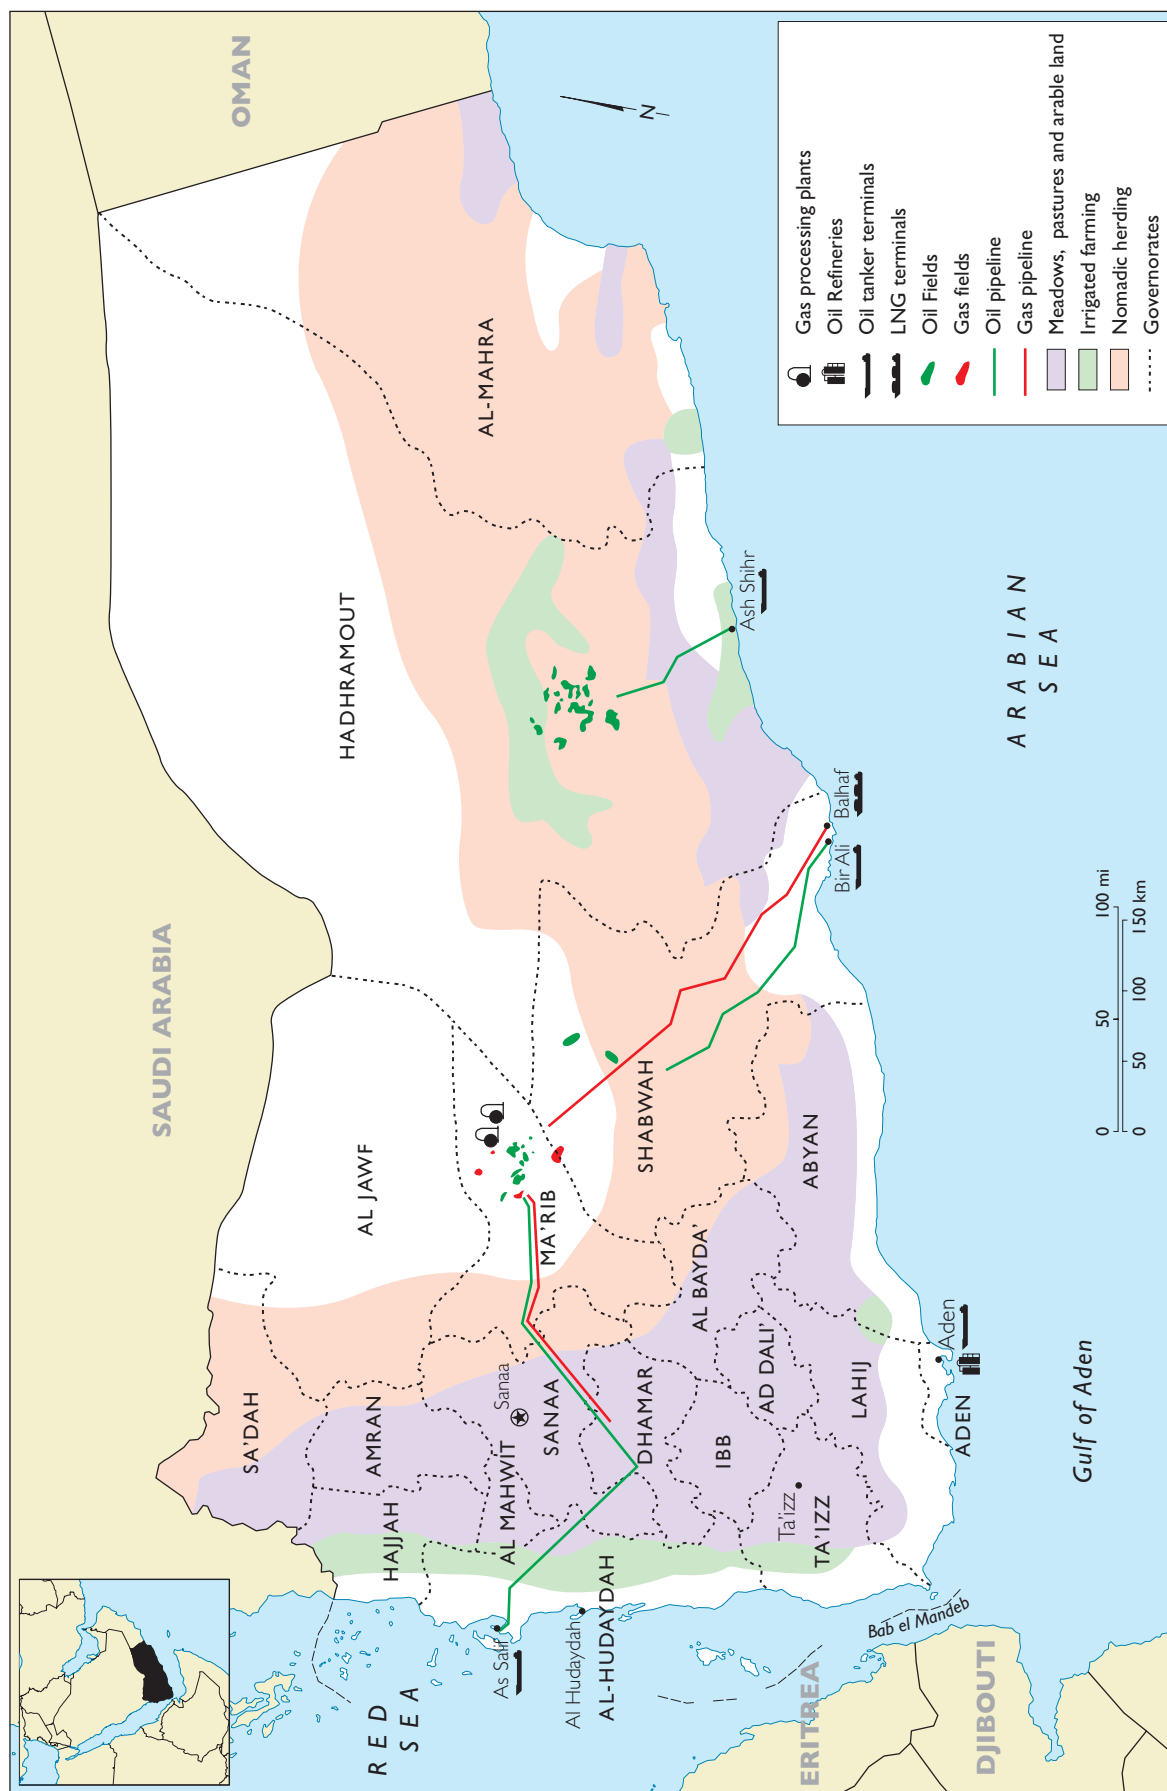 OMAN
SAUDI ARABIA
N
HADHRAMOUT
AL-MAHRA
AL JAWF
SA'DAH
AMRAN
HAJJAH
AL MAHWIT
Sanaa
SANAA
MA'RIB
SHABWAH
As Salif
Al Hudaydah
AL-HUDAYDAH
DHAMAR
IBB
AL BAYDA'
AD DALI'
ABYAN
LAHIJ
Ta'izz
TA'IZZ
Aden
ADEN
Bir Ali
Balhaf
Ash Shihr
RED
SEA
ERITREA
DJIBOUTI
Bab el Mandeb
Gulf of Aden
ARABIAN
SEA
0 50 100 mi
0 50 100 150 km
Gas processing plants
Oil Refineries
Oil tanker terminals
LNG terminals
Oil Fields
Gas fields
Oil pipeline
Gas pipeline
Meadows, pastures and arable land
Irrigated farming
Nomadic herding
Governorates